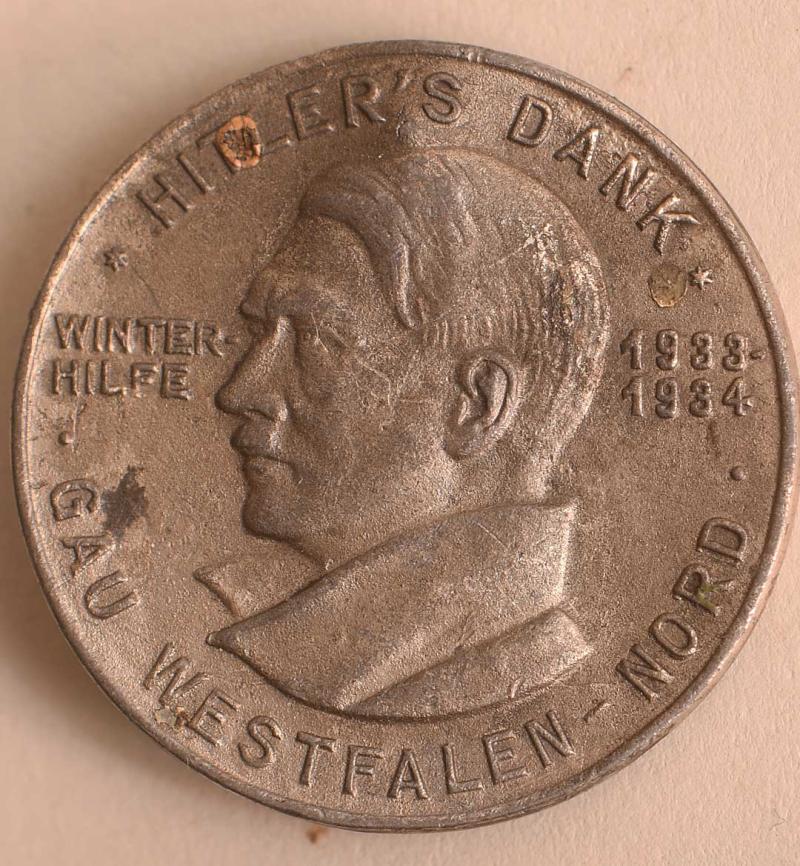 * HITLER'S DANK *
WINTER-
HILFE
1933-
1934
· GAU WESTFALEN - NORD ·